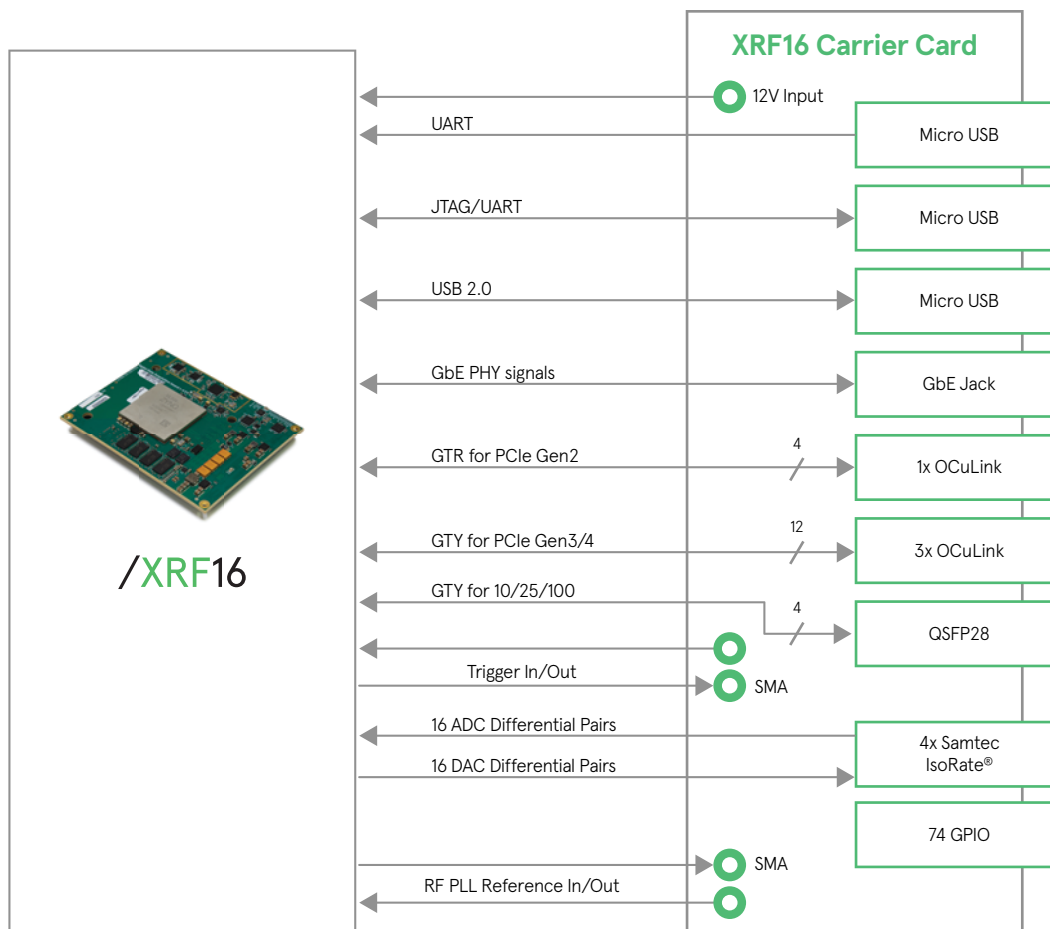 XRF16 Carrier Card
12V Input
UART
Micro USB
JTAG/UART
Micro USB
USB 2.0
Micro USB
GbE PHY signals
GbE Jack
GTR for PCIe Gen2
4
1x OCuLink
GTY for PCIe Gen3/4
12
3x OCuLink
/XRF16
GTY for 10/25/100
4
QSFP28
Trigger In/Out
SMA
16 ADC Differential Pairs
16 DAC Differential Pairs
4x Samtec
IsoRate®
74 GPIO
SMA
RF PLL Reference In/Out